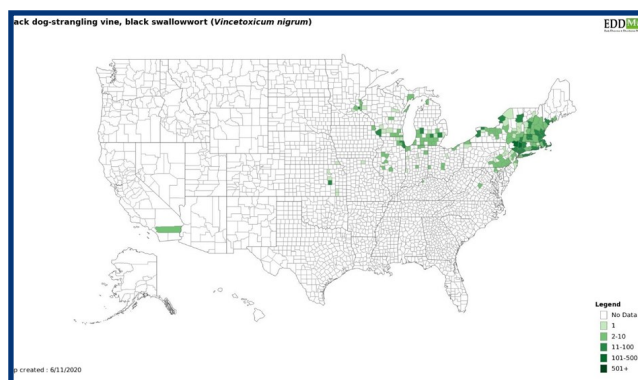 ack dog-strangling vine, black swallowwort (Vincetoxicum nigrum)
EDDM
Legend
No Data
1
2-10
11-100
101-500
501+
p created : 6/11/2020